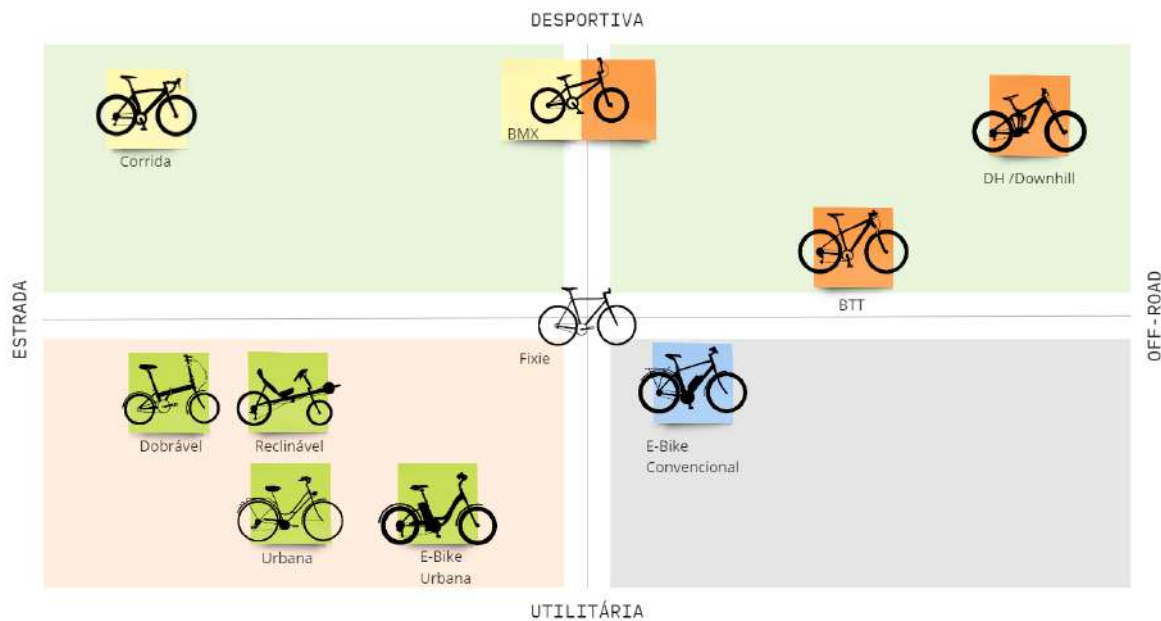 DESPORTIVA
Corrida
BMX
DH /Downhill
BTT
ESTRADA
OFF-ROAD
Fixie
Dobrável
Reclinável
E-Bike
Convencional
Urbana
E-Bike
Urbana
UTILITÁRIA